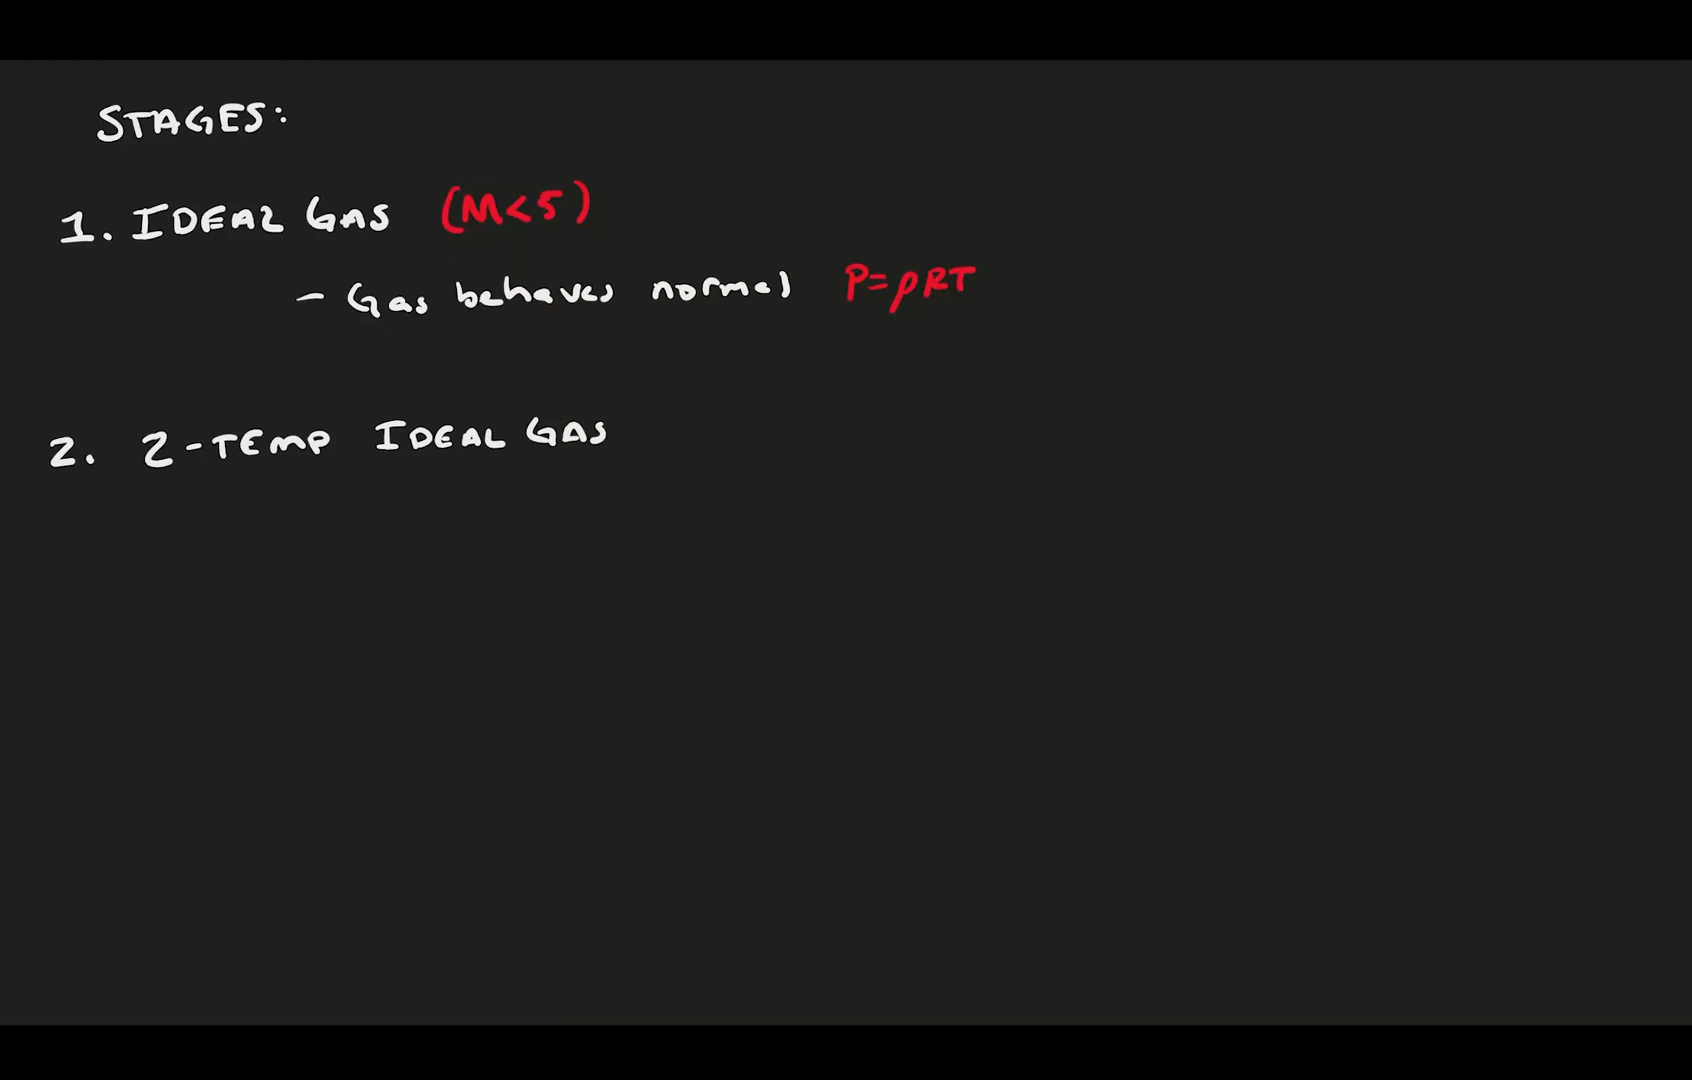 STAGES:
1. IDEAL GAS (M<5)
- Gas behaves normal P=ρRT
2. 2-TEMP IDEAL GAS